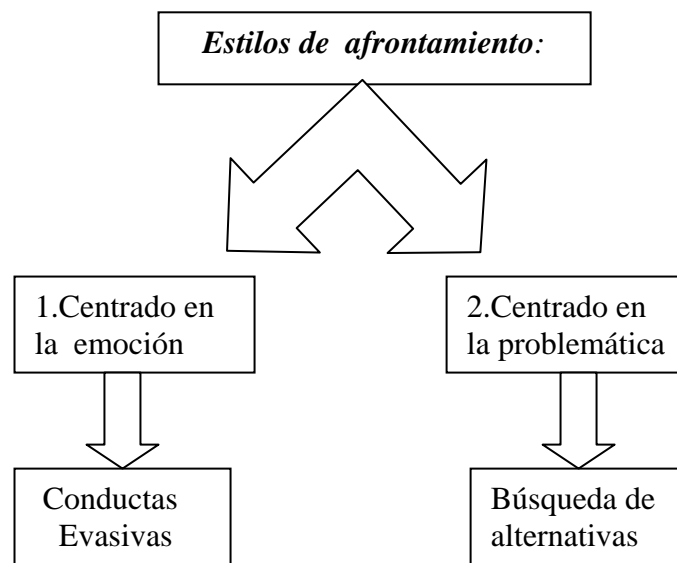 Estilos de afrontamiento:
1.Centrado en
la emoción
2.Centrado en
la problemática
Conductas
Evasivas
Búsqueda de
alternativas